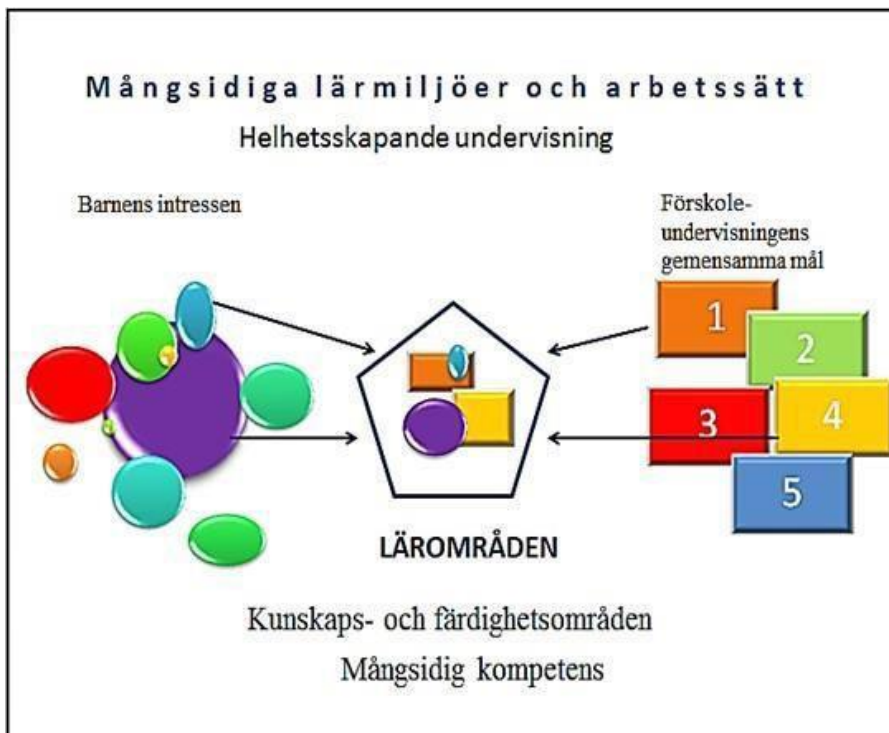 Mångsidiga lärmiljöer och arbetssätt
Helhetsskapande undervisning
Barnens intressen
Förskole-
undervisningens
gemensamma mål
1
2
3
4
5
LÄROMRÅDEN
Kunskaps- och färdighetsområden
Mångsidig kompetens